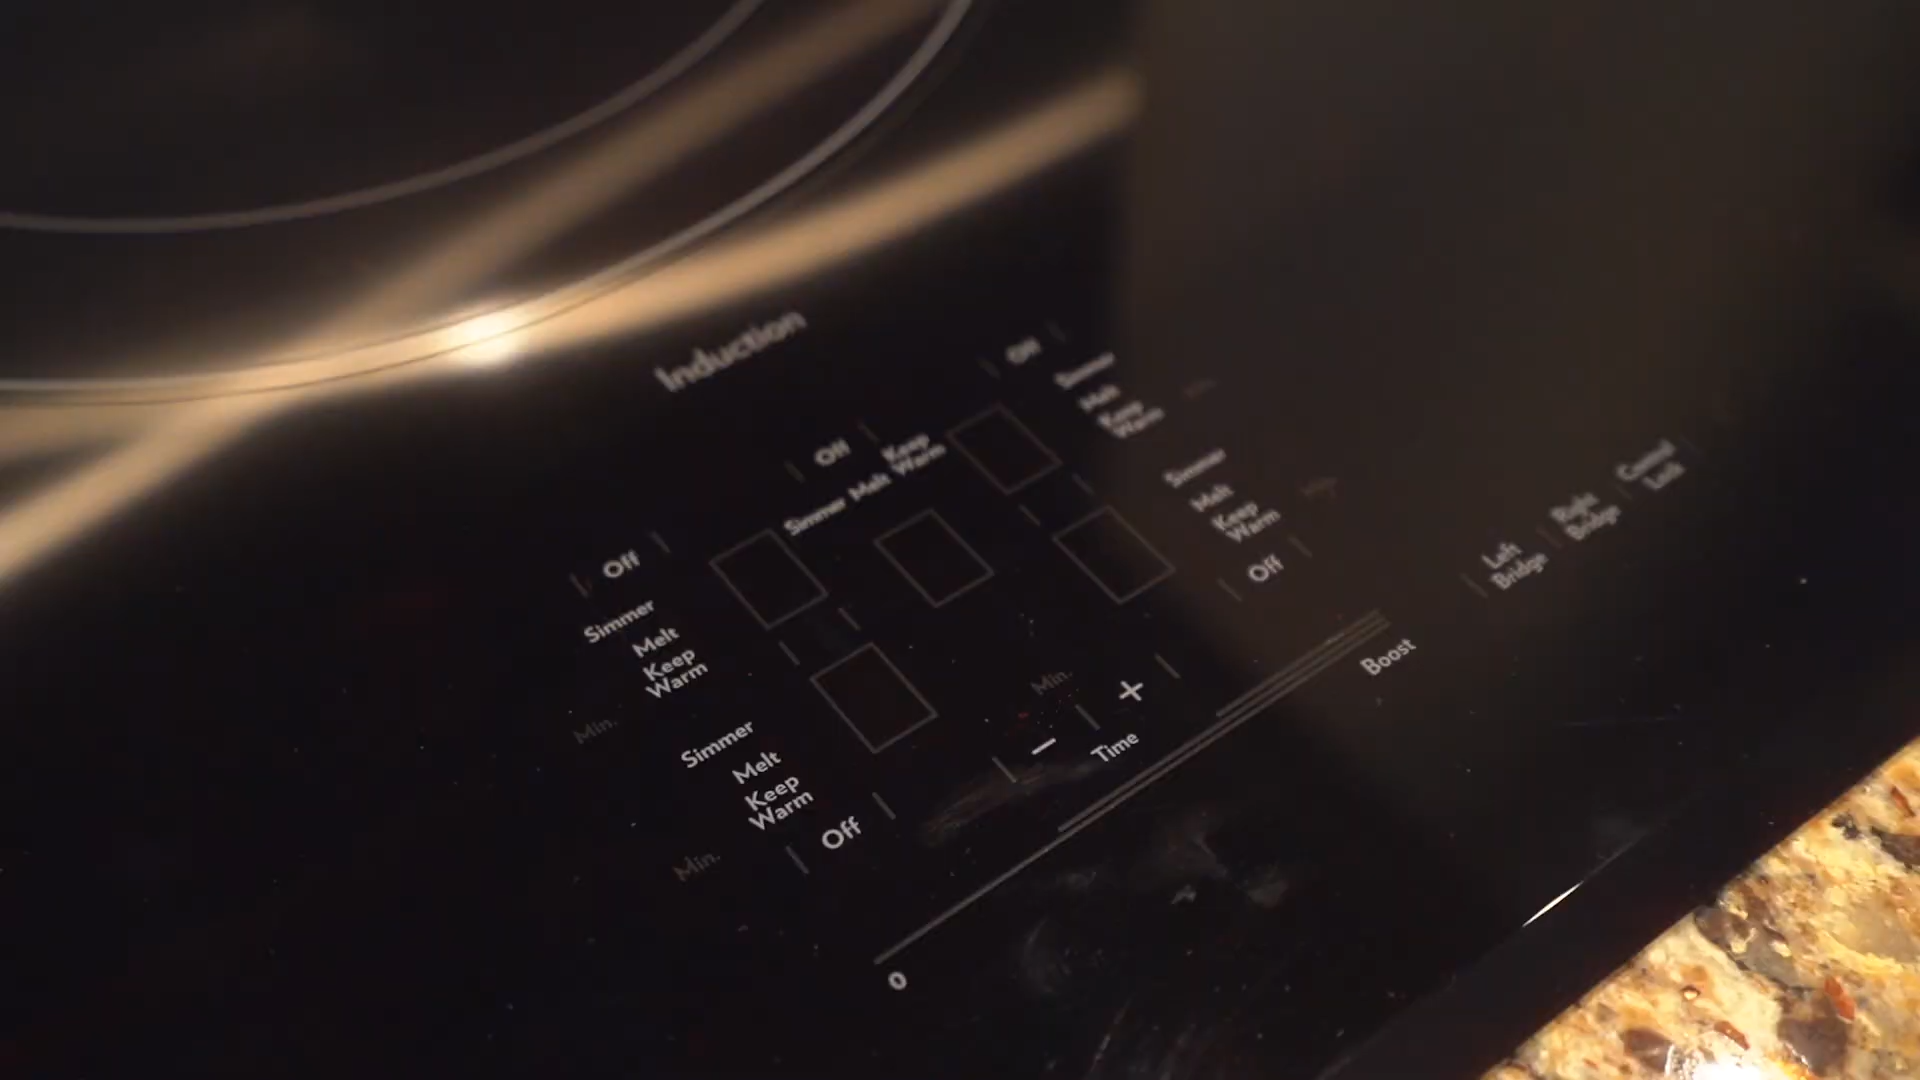 Induction
Off
Simmer
Melt
Keep
Warm
Off
Keep
Warm
Simmer Melt
Simmer
Melt
Keep
Warm
Off
Off
Simmer
Melt
Keep
Warm
Min.
Simmer
Melt
Keep
Warm
Min.
Off
Min.
- +
Time
0
Boost
Left
Bridge
Right
Bridge
Control
Lock